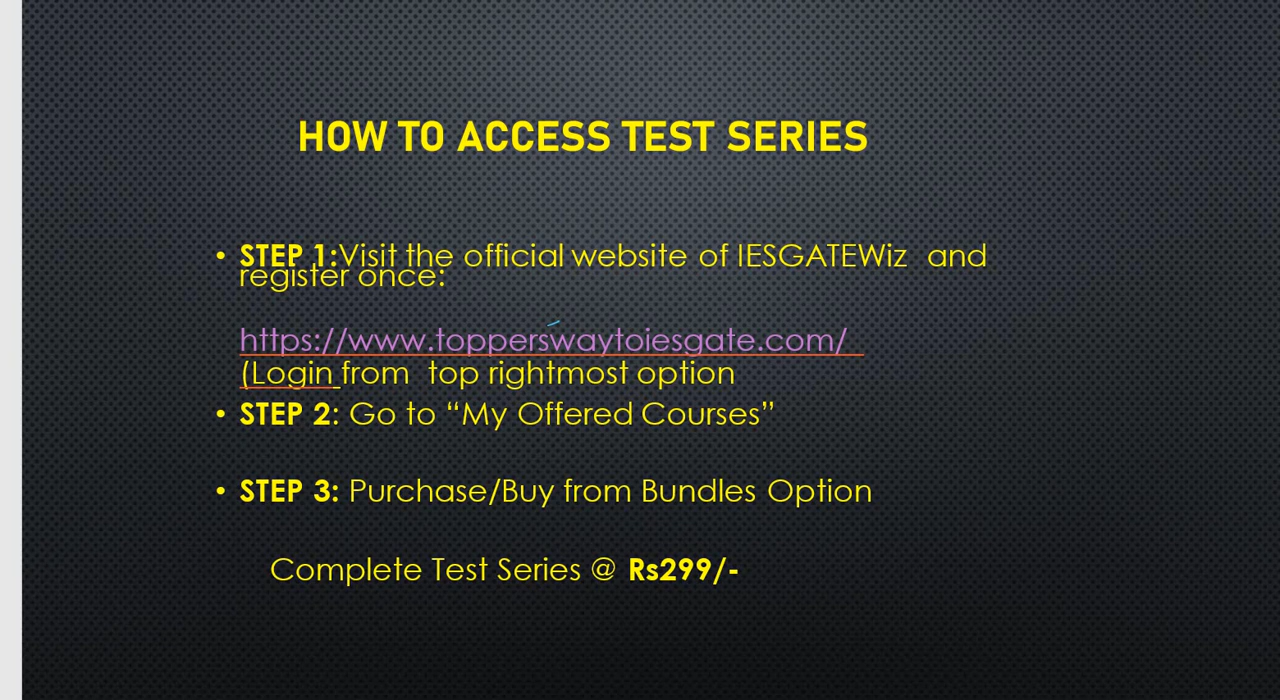 HOW TO ACCESS TEST SERIES
• STEP 1:Visit the official website of IESGATEWiz  and
register once:
https://www.topperswaytoiesgate.com/
(Login from  top rightmost option
• STEP 2: Go to “My Offered Courses”
• STEP 3: Purchase/Buy from Bundles Option
Complete Test Series @ Rs299/-